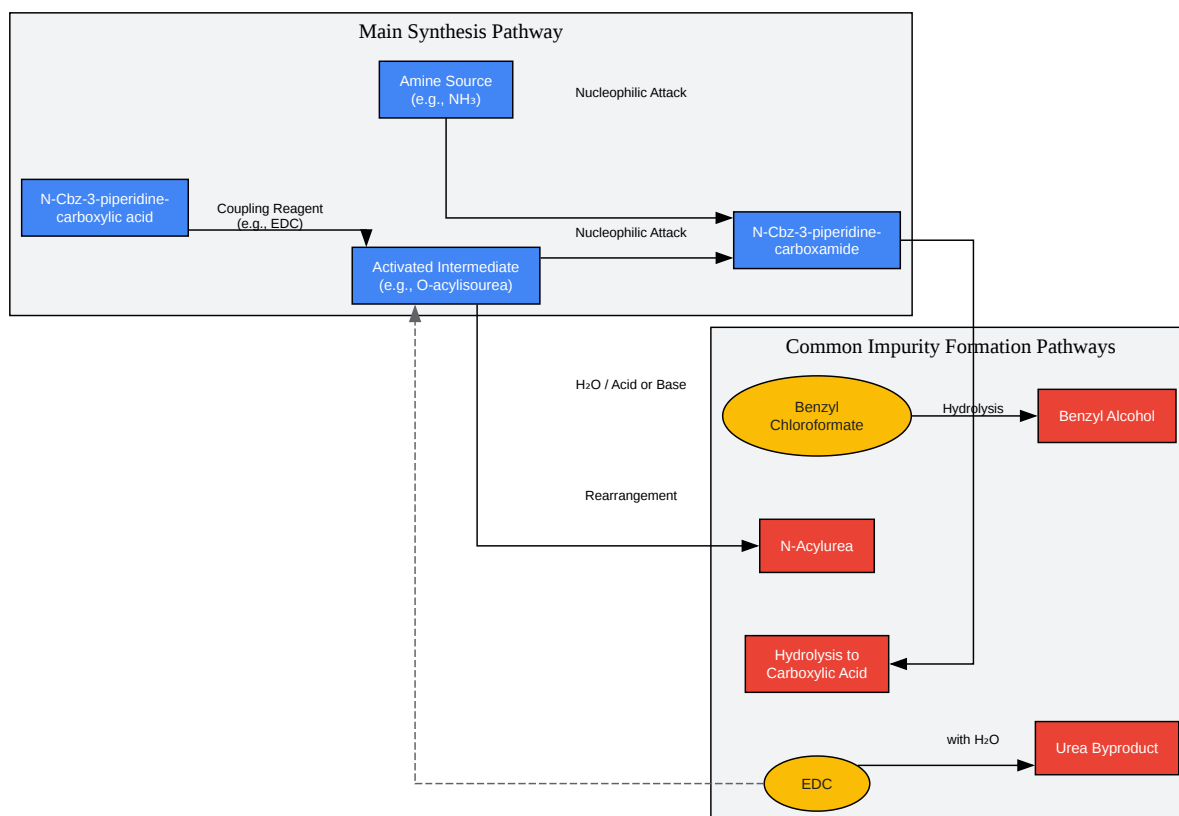 Main Synthesis Pathway
Amine Source
(e.g., NH₃)
Nucleophilic Attack
N-Cbz-3-piperidine-
carboxylic acid
Coupling Reagent
(e.g., EDC)
Nucleophilic Attack
N-Cbz-3-piperidine-
carboxamide
Activated Intermediate
(e.g., O-acylisourea)
Common Impurity Formation Pathways
H₂O / Acid or Base
Benzyl
Chloroformate
Hydrolysis
Benzyl Alcohol
Rearrangement
N-Acylurea
Hydrolysis to
Carboxylic Acid
with H₂O
Urea Byproduct
EDC